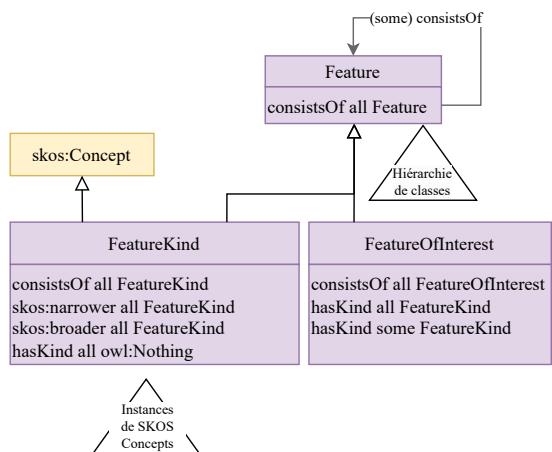 (some) consistsOf
Feature
consistsOf all Feature
skos:Concept
Hiérarchie
de classes
FeatureKind
consistsOf all FeatureKind
skos:narrower all FeatureKind
skos:broader all FeatureKind
hasKind all owl:Nothing
FeatureOfInterest
consistsOf all FeatureOfInterest
hasKind all FeatureKind
hasKind some FeatureKind
Instances
de SKOS
Concepts